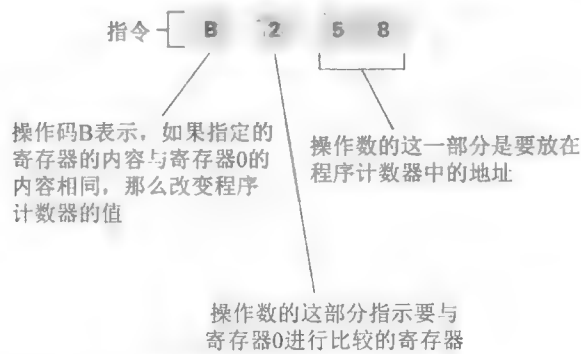 指令 B 2 5 8
操作码B表示，如果指定的
寄存器的内容与寄存器0的
内容相同，那么改变程序
计数器的值
操作数的这一部分是要放在
程序计数器中的地址
操作数的这部分指示要与
寄存器0进行比较的寄存器